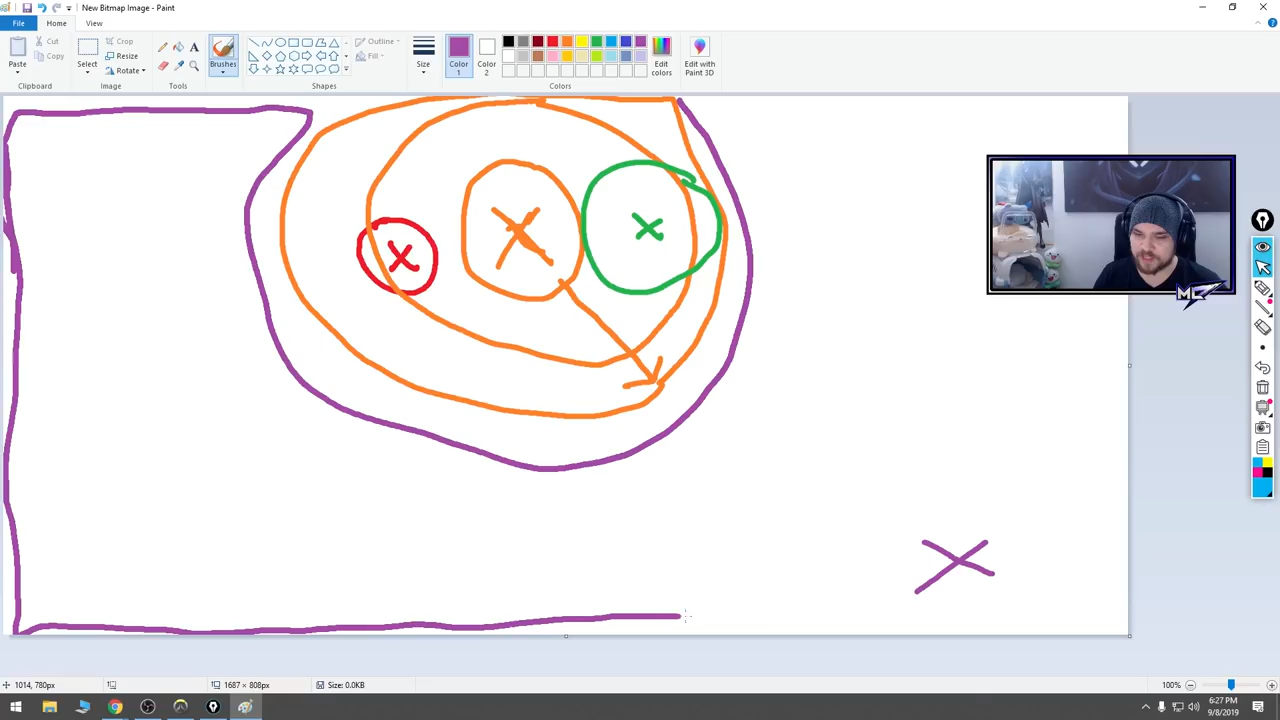 New Bitmap Image - Paint
File Home View
Paste
Cut
Copy
Clipboard
Select
Crop
Resize
Rotate
Image
A
Tools
Brushes
Outline
Fill
Shapes
Size
Color
1
Color
2
Colors
Edit
colors
Edit with
Paint 3D
MC
1014, 780px
1687 × 808px
Size: 0.0KB
100%
6:27 PM
9/8/2019